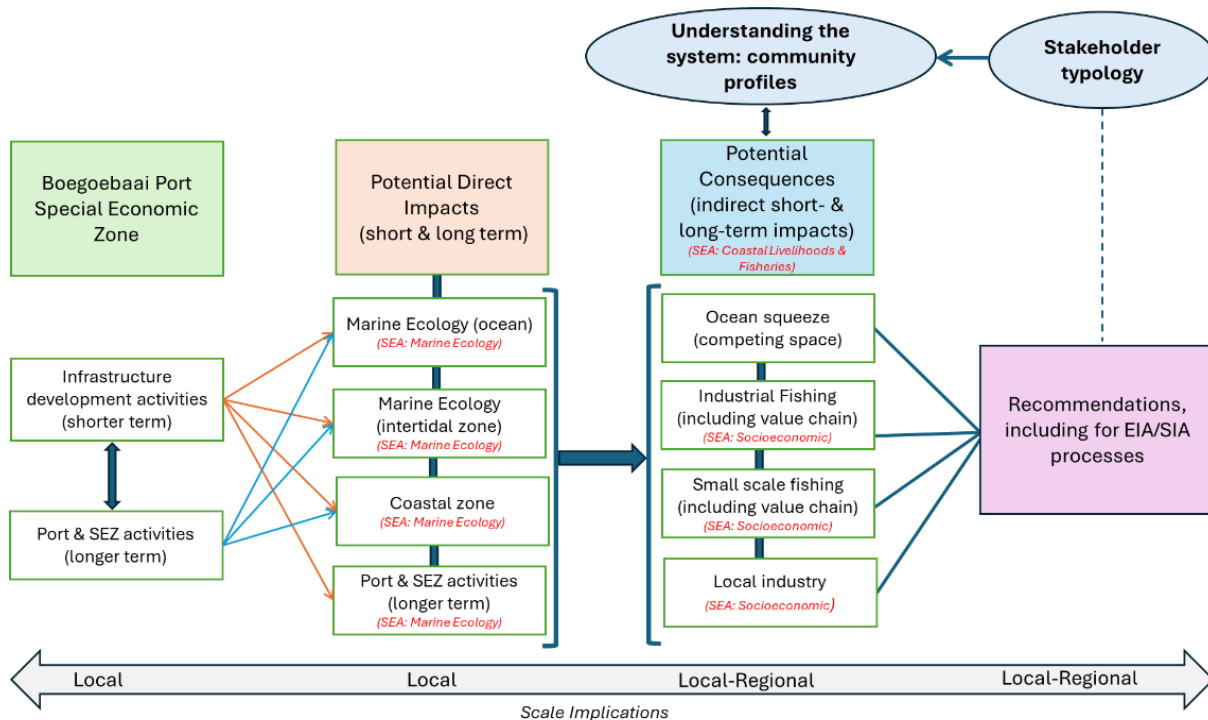 Understanding the
system: community
profiles
Stakeholder
typology
Boegoebaai Port
Special Economic
Zone
Potential Direct
Impacts
(short & long term)
Potential
Consequences
(indirect short- &
long-term impacts)
(SEA: Coastal Livelihoods &
Fisheries)
Infrastructure
development activities
(shorter term)
Port & SEZ activities
(longer term)
Marine Ecology (ocean)
(SEA: Marine Ecology)
Marine Ecology
(intertidal zone)
(SEA: Marine Ecology)
Coastal zone
(SEA: Marine Ecology)
Port & SEZ activities
(longer term)
(SEA: Marine Ecology)
Ocean squeeze
(competing space)
Industrial Fishing
(including value chain)
(SEA: Socioeconomic)
Small scale fishing
(including value chain)
(SEA: Socioeconomic)
Local industry
(SEA: Socioeconomic)
Recommendations,
including for EIA/SIA
processes
Local
Local
Local-Regional
Local-Regional
Scale Implications